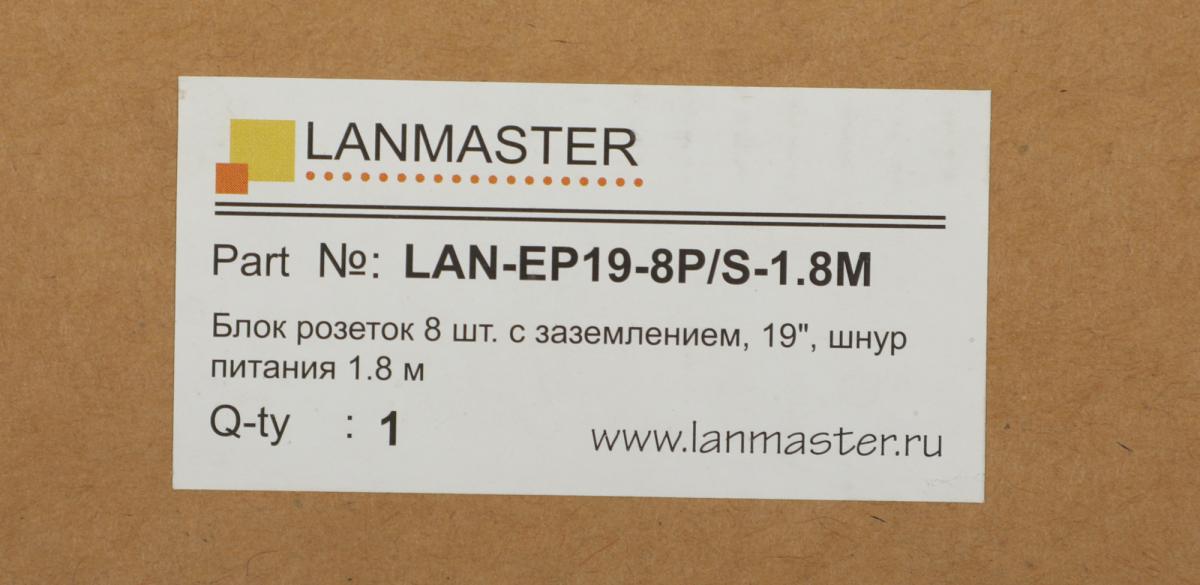 LANMASTER
Part №: LAN-EP19-8P/S-1.8M
Блок розеток 8 шт. с заземлением, 19", шнур
питания 1.8 м
Q-ty : 1
www.lanmaster.ru